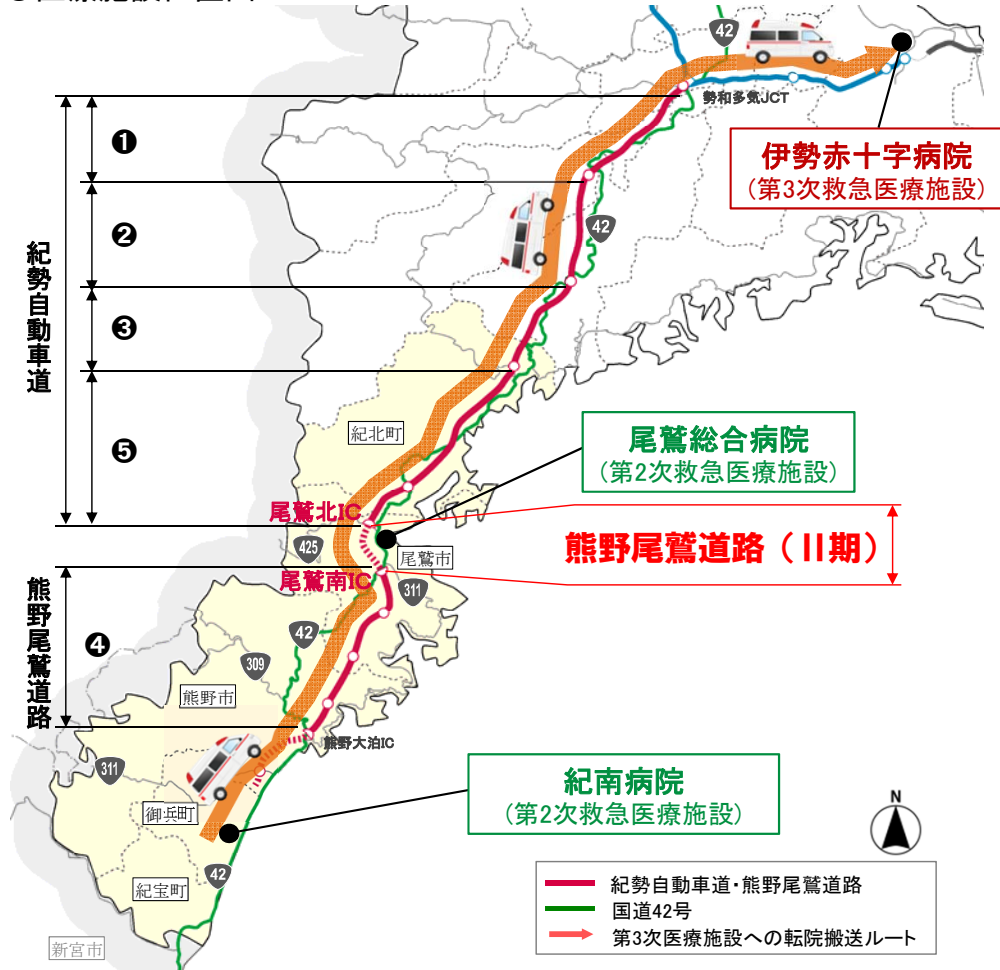 42
勢和多気JCT
伊勢赤十字病院
(第3次救急医療施設)
❶
❷
42
紀勢自動車道
❸
❺
紀北町
尾鷲総合病院
(第2次救急医療施設)
尾鷲北IC
425
尾鷲市
熊野尾鷲道路（II期）
尾鷲南IC
311
熊野尾鷲道路
❹
42
309
熊野市
熊野大泊IC
311
御浜町
紀南病院
(第2次救急医療施設)
N
紀宝町
42
新宮市
紀勢自動車道・熊野尾鷲道路
国道42号
第3次医療施設への転院搬送ルート